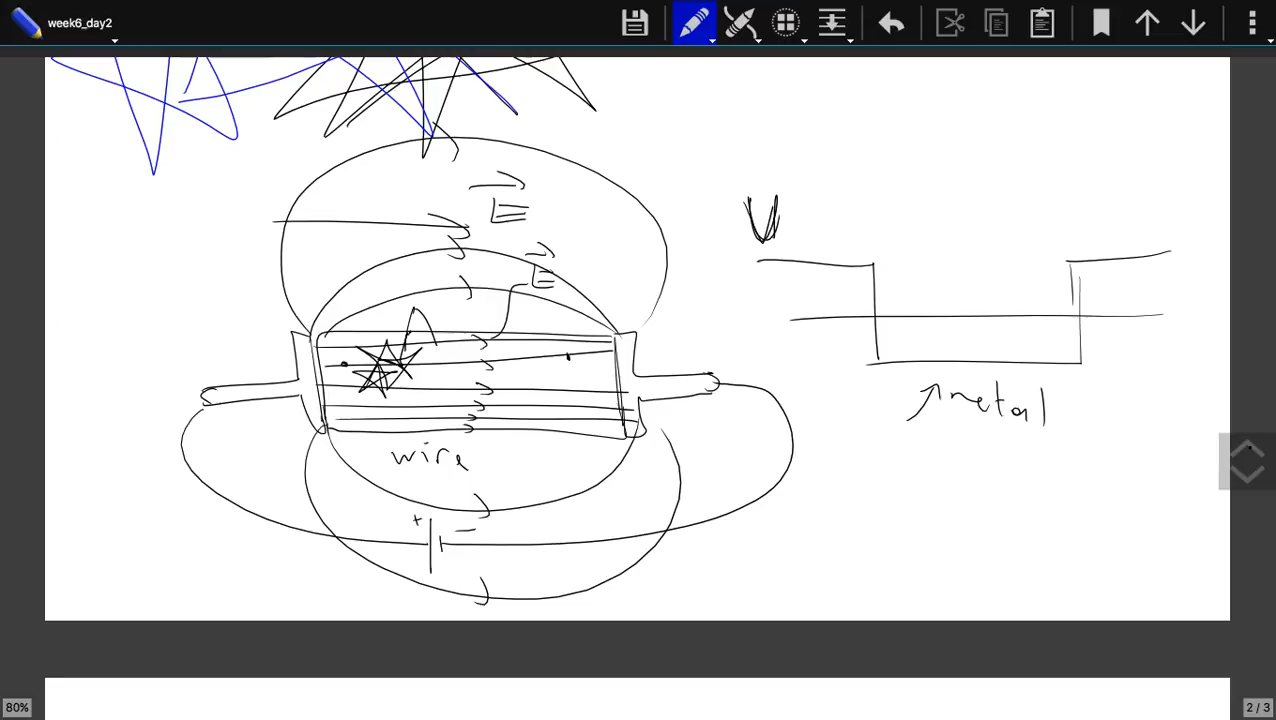 week6_day2
E
U
E
metal
wire
+ −
80%
2 / 3